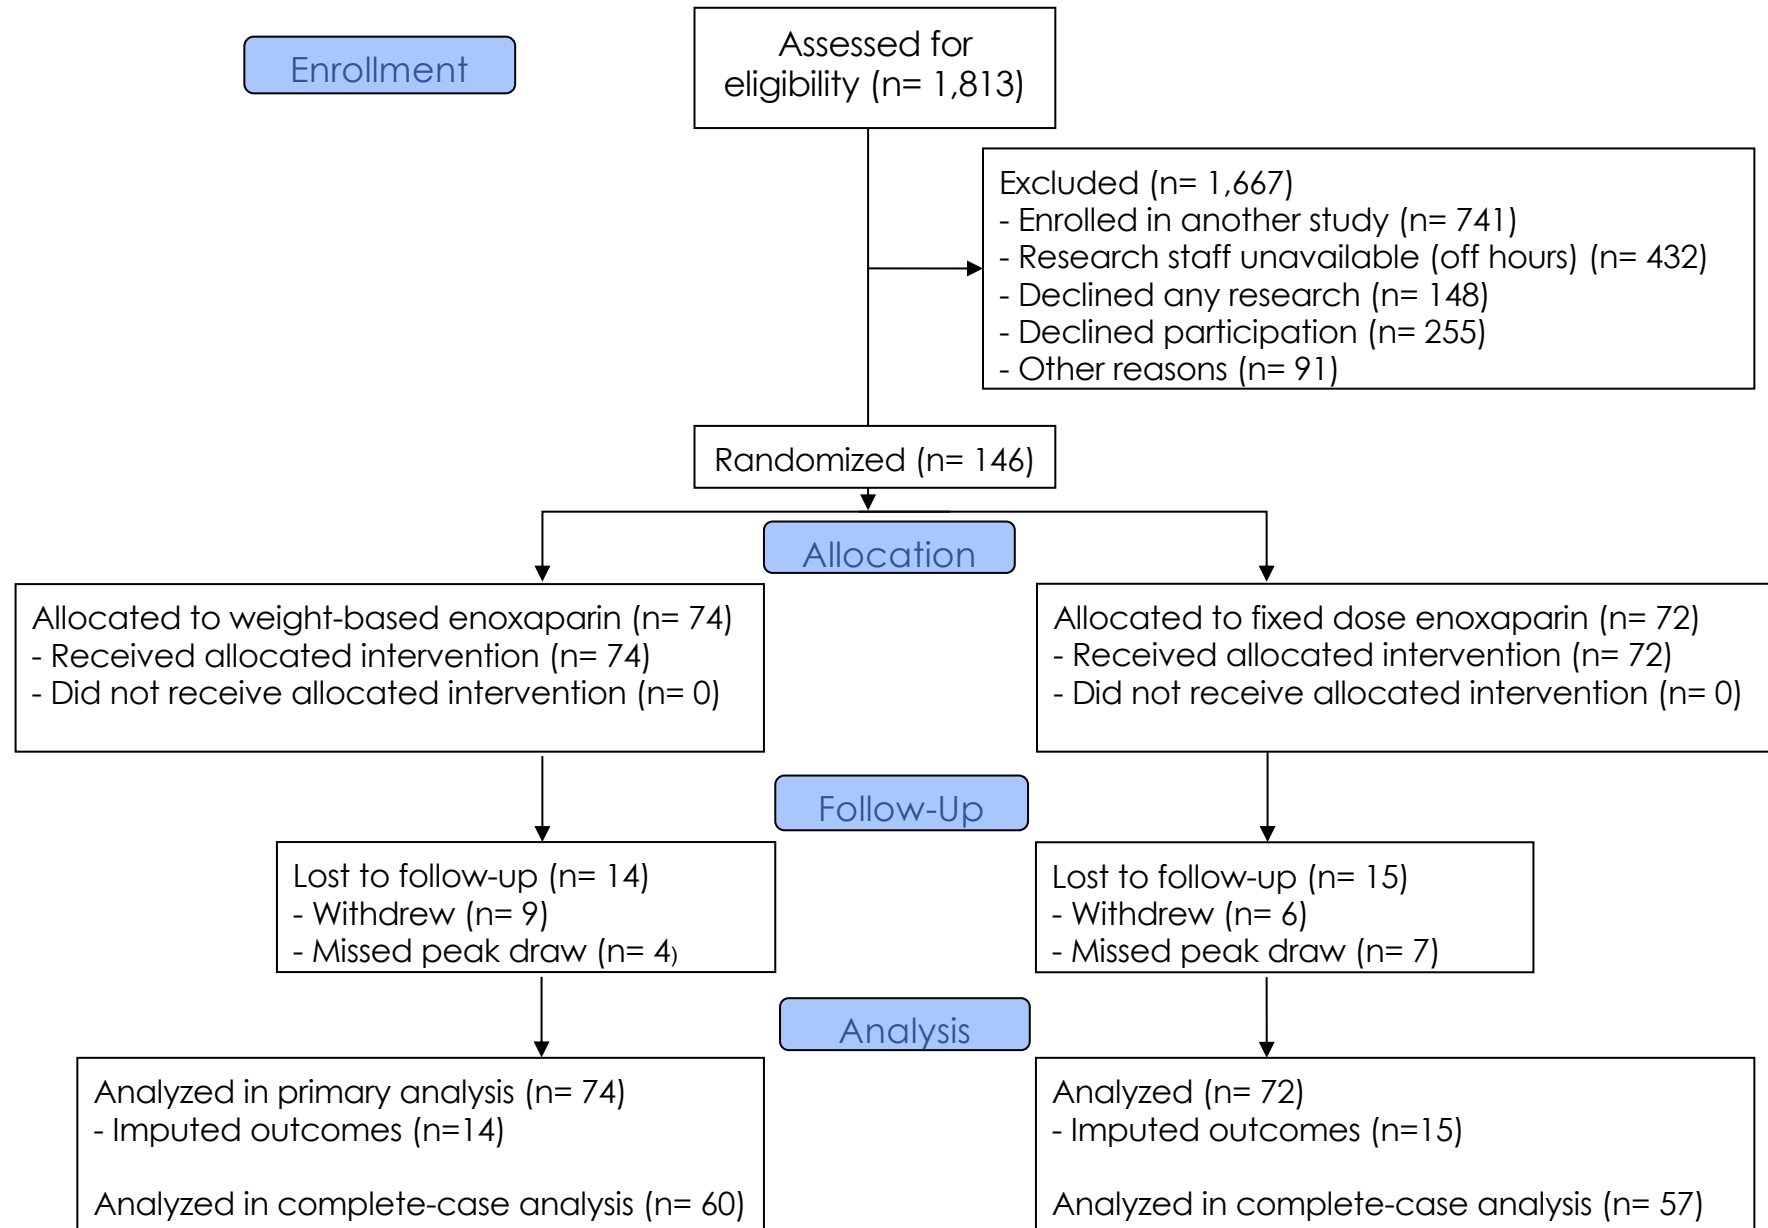 Enrollment
Assessed for
eligibility (n= 1,813)
Excluded (n= 1,667)
- Enrolled in another study (n= 741)
- Research staff unavailable (off hours) (n= 432)
- Declined any research (n= 148)
- Declined participation (n= 255)
- Other reasons (n= 91)
Randomized (n= 146)
Allocation
Allocated to weight-based enoxaparin (n= 74)
- Received allocated intervention (n= 74)
- Did not receive allocated intervention (n= 0)
Allocated to fixed dose enoxaparin (n= 72)
- Received allocated intervention (n= 72)
- Did not receive allocated intervention (n= 0)
Follow-Up
Lost to follow-up (n= 14)
- Withdrew (n= 9)
- Missed peak draw (n= 4)
Lost to follow-up (n= 15)
- Withdrew (n= 6)
- Missed peak draw (n= 7)
Analysis
Analyzed in primary analysis (n= 74)
- Imputed outcomes (n=14)
Analyzed in complete-case analysis (n= 60)
Analyzed (n= 72)
- Imputed outcomes (n=15)
Analyzed in complete-case analysis (n= 57)